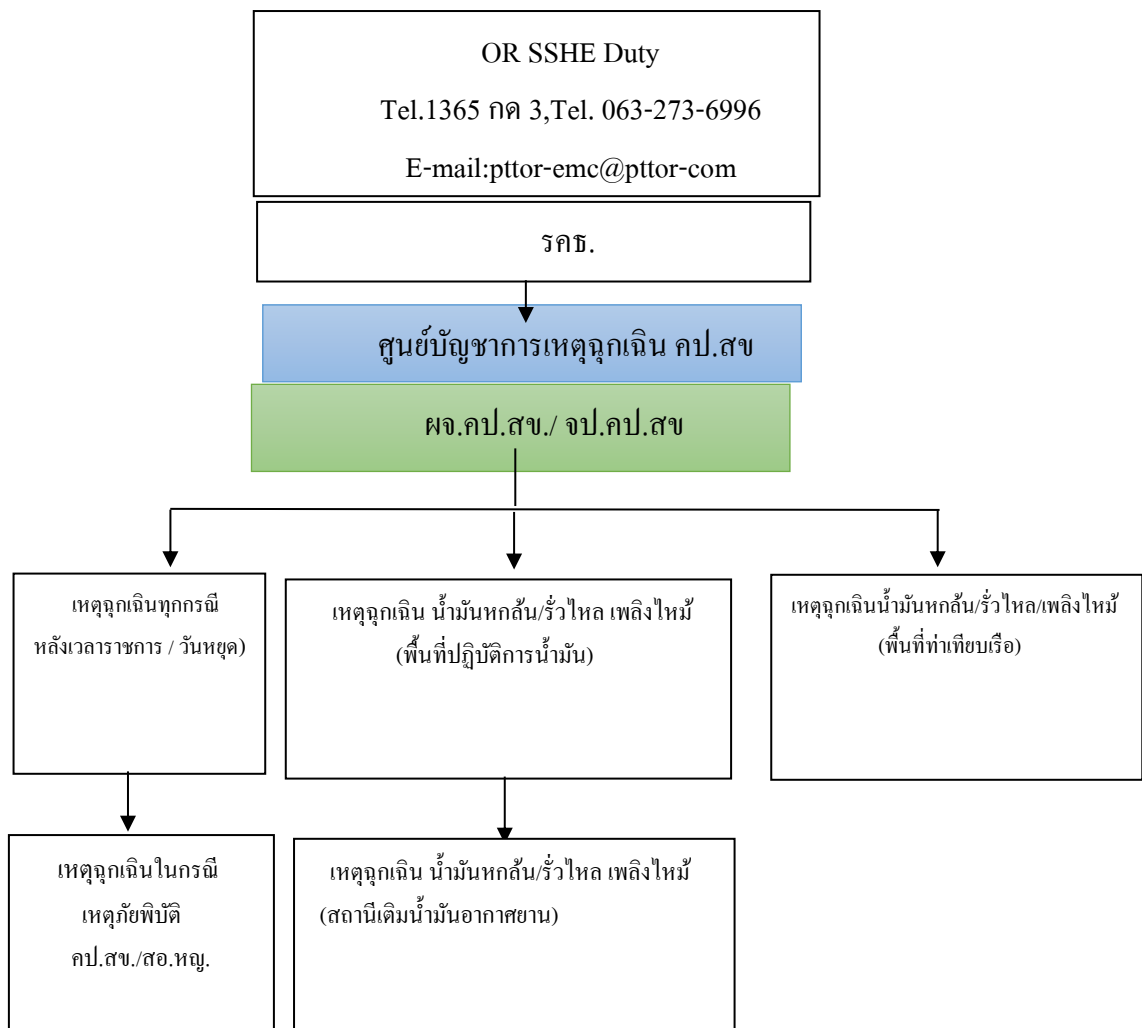 OR SSHE Duty
Tel.1365 กด 3,Tel. 063-273-6996
E-mail:pttor-emc@pttor-com
รคธ.
ศูนย์บัญชาการเหตุฉุกเฉิน คป.สข
ผจ.คป.สข./ จป.คป.สข
เหตุฉุกเฉินทุกกรณี
หลังเวลาราชการ / วันหยุด)
เหตุฉุกเฉิน น้ำมันหกล้น/รั่วไหล เพลิงไหม้
(พื้นที่ปฏิบัติการน้ำมัน)
เหตุฉุกเฉินน้ำมันหกล้น/รั่วไหล/เพลิงไหม้
(พื้นที่ท่าเทียบเรือ)
เหตุฉุกเฉินในกรณี
เหตุภัยพิบัติ
คป.สข./สอ.หญ.
เหตุฉุกเฉิน น้ำมันหกล้น/รั่วไหล เพลิงไหม้
(สถานีเติมน้ำมันอากาศยาน)